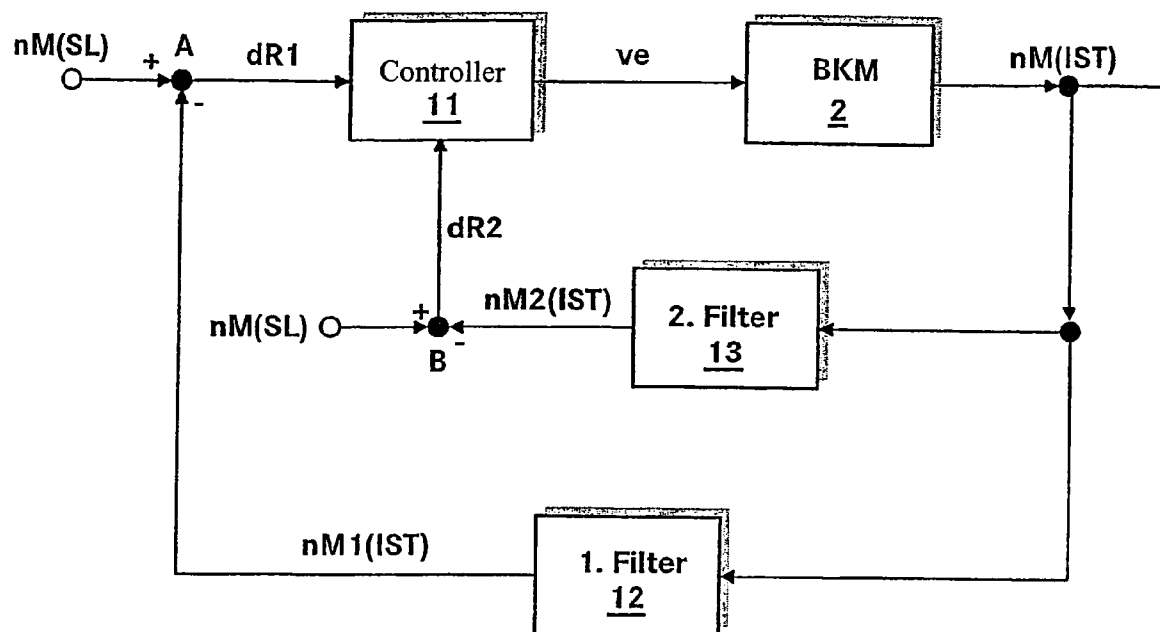 nM(SL)
+
A
-
dR1
Controller
11
ve
BKM
2
nM(IST)
dR2
nM(SL)
+
-
B
nM2(IST)
2. Filter
13
nM1(IST)
1. Filter
12